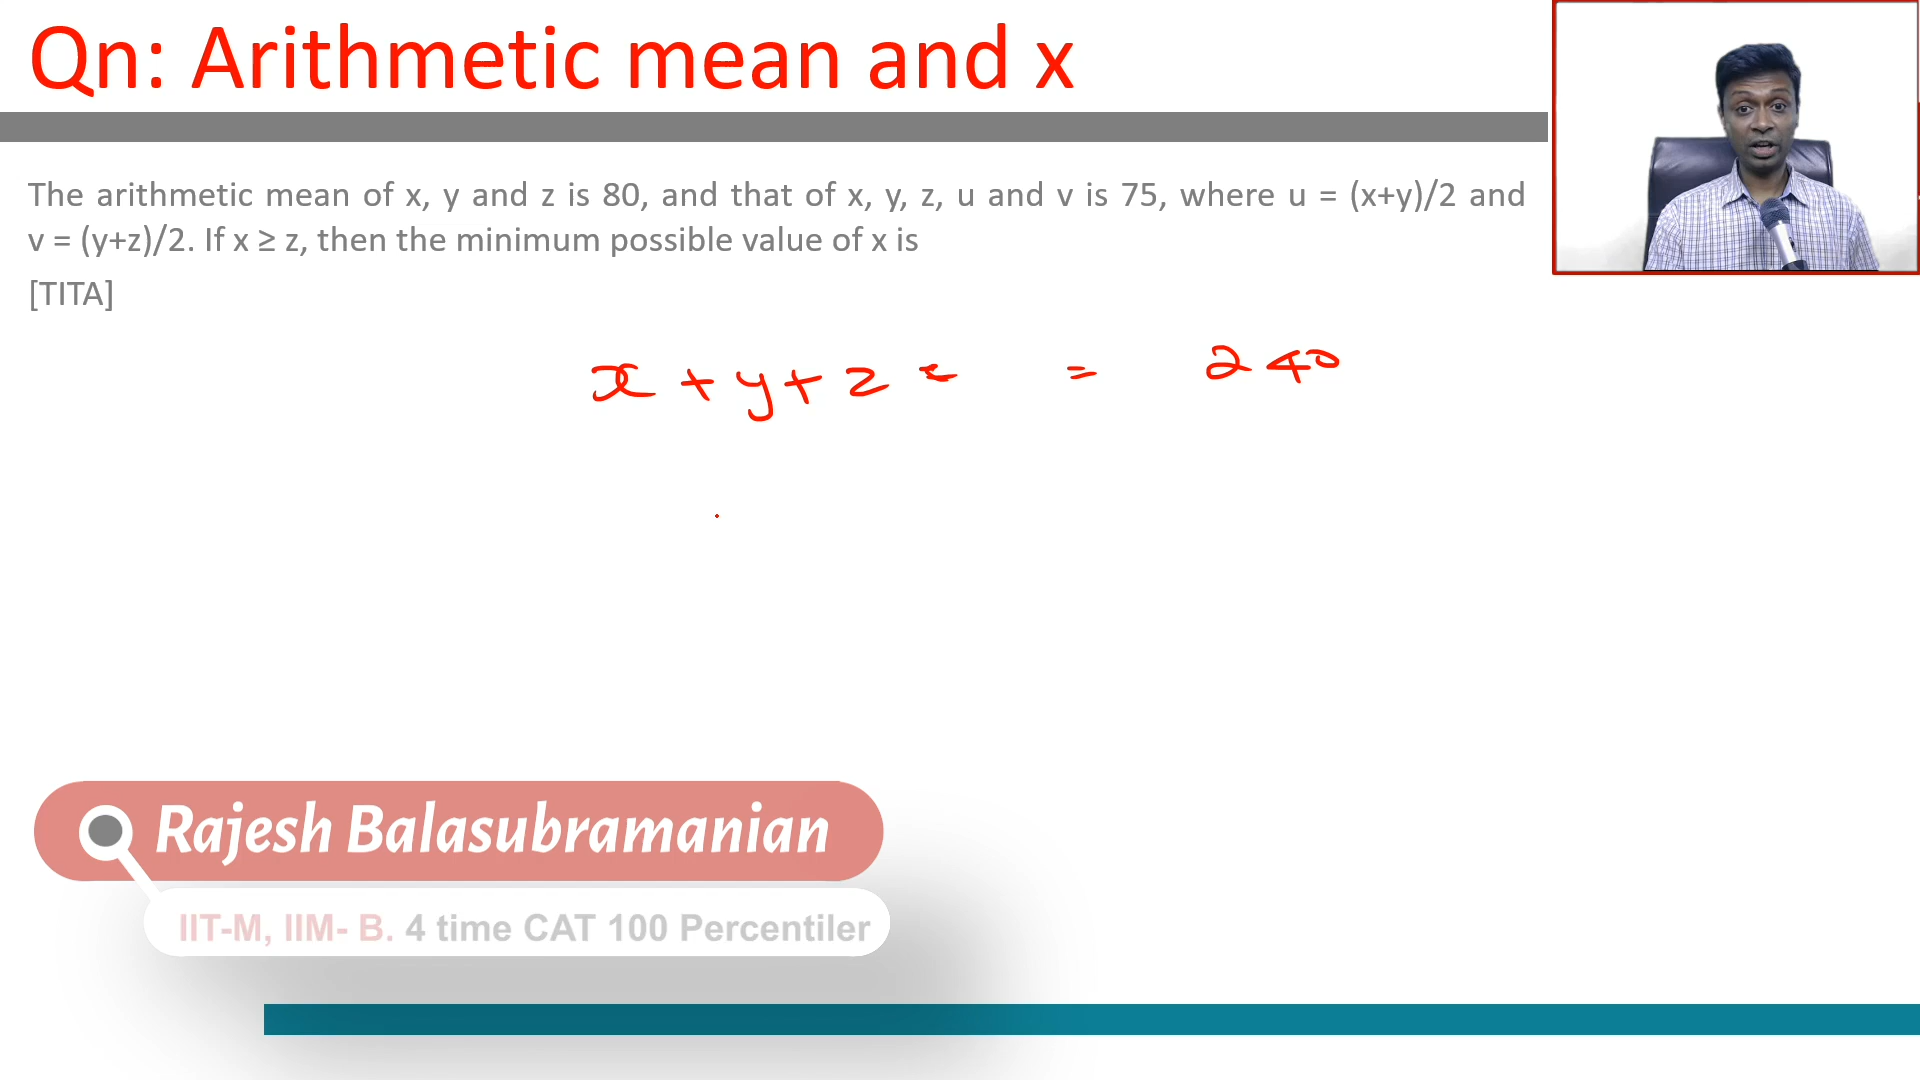 Qn: Arithmetic mean and x
The arithmetic mean of x, y and z is 80, and that of x, y, z, u and v is 75, where u = (x+y)/2 and
v = (y+z)/2. If x ≥ z, then the minimum possible value of x is
[TITA]
x + y + z = = 240
Rajesh Balasubramanian
IIT-M, IIM- B. 4 time CAT 100 Percentiler